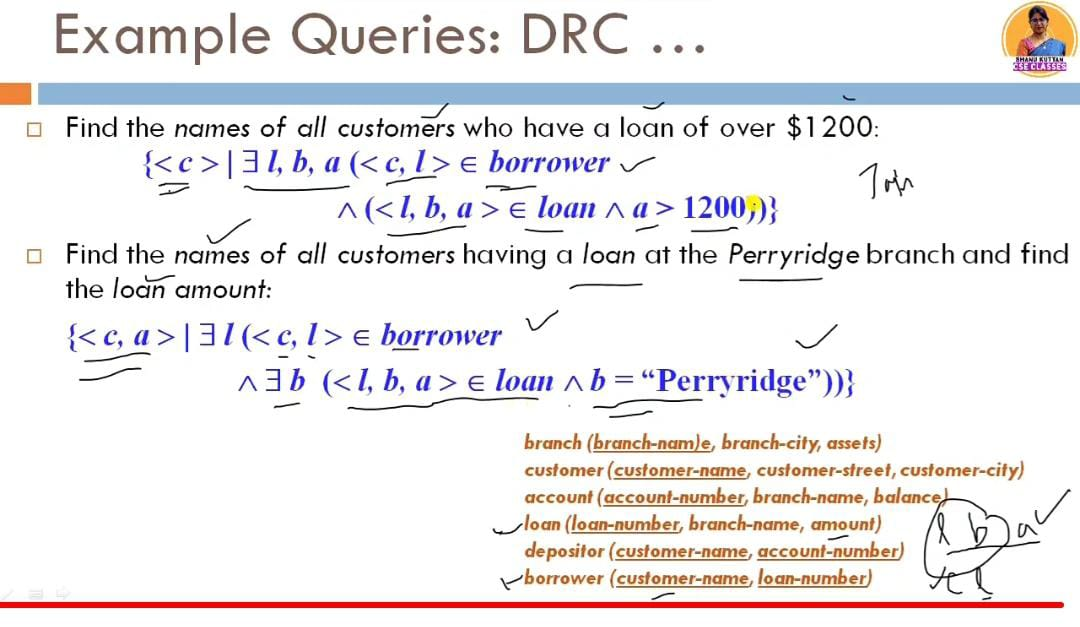 Example Queries: DRC ...
SHANU KUTTAN
CSE CLASSES
Find the names of all customers who have a loan of over $1200:
{< c > | ∃ l, b, a (< c, l > ∈ borrower
∧ (< l, b, a > ∈ loan ∧ a > 1200))}
Find the names of all customers having a loan at the Perryridge branch and find
the loan amount:
{< c, a > | ∃ l (< c, l > ∈ borrower
∧ ∃ b (< l, b, a > ∈ loan ∧ b = “Perryridge”))}
branch (branch-nam)e, branch-city, assets)
customer (customer-name, customer-street, customer-city)
account (account-number, branch-name, balance)
loan (loan-number, branch-name, amount)
l b a
depositor (customer-name, account-number)
borrower (customer-name, loan-number)